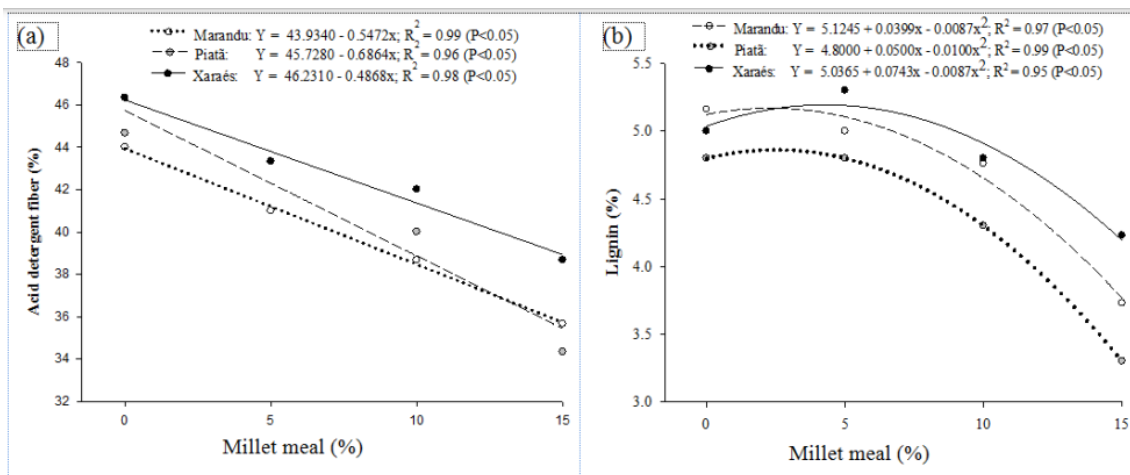 (a)
Marandu: Y = 43.9340 - 0.5472x; R² = 0.99 (P<0.05)
Piatã: Y = 45.7280 - 0.6864x; R² = 0.96 (P<0.05)
Xaraés: Y = 46.2310 - 0.4868x; R² = 0.98 (P<0.05)
48
46
44
42
40
38
36
34
32
Acid detergent fiber (%)
0 5 10 15
Millet meal (%)
(b)
Marandu: Y = 5.1245 + 0.0399x - 0.0087x²; R² = 0.97 (P<0.05)
Piatã: Y = 4.8000 + 0.0500x - 0.0100x²; R² = 0.99 (P<0.05)
Xaraés: Y = 5.0365 + 0.0743x - 0.0087x²; R² = 0.95 (P<0.05)
5.5
5.0
4.5
4.0
3.5
3.0
Lignin (%)
0 5 10 15
Millet meal (%)